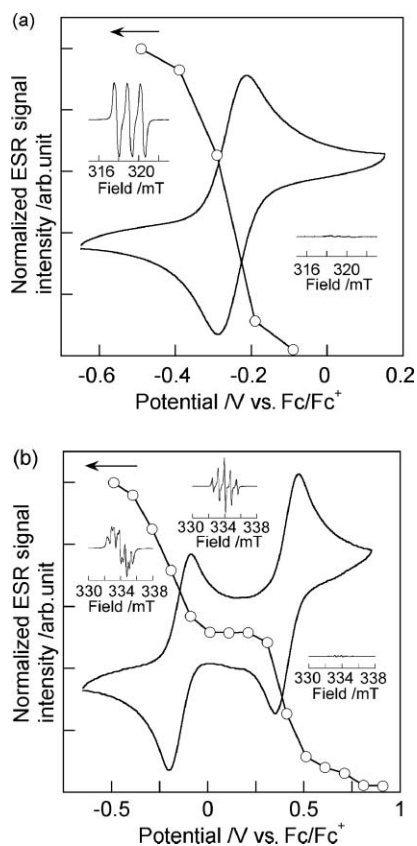 (a)
Normalized ESR signal
intensity /arb.unit
316 320
Field /mT
316 320
Field /mT
-0.6 -0.4 -0.2 0 0.2
Potential /V vs. Fc/Fc+
(b)
Normalized ESR signal
intensity /arb.unit
330 334 338
Field /mT
330 334 338
Field /mT
330 334 338
Field /mT
-0.5 0 0.5 1
Potential /V vs. Fc/Fc+